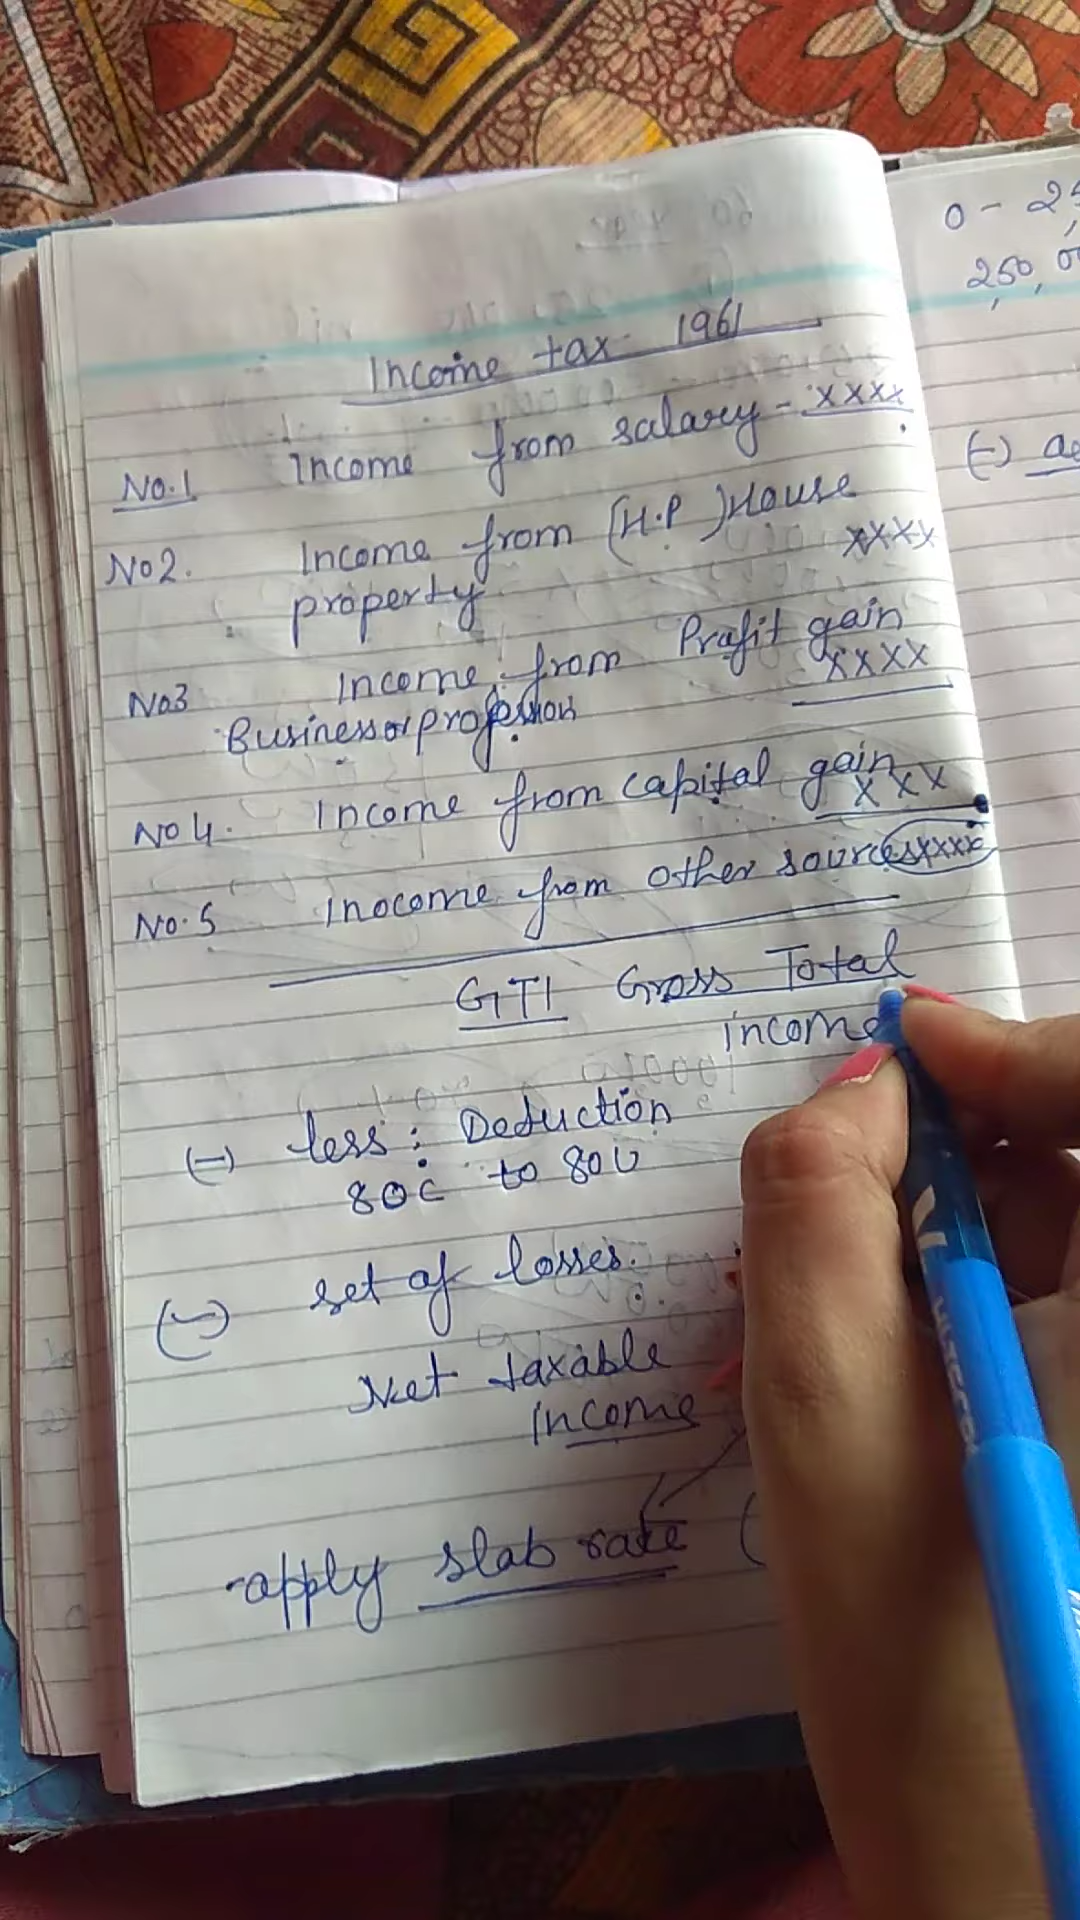 Income tax 1961
No.1 Income from salary - xxxx
No2. Income from (H.P) House
property xxxx
No3 Income from Profit gain
Business or profession xxxx
No 4. Income from capital gain
xxx
No.5 Inocome from other sources xxxx
GTI Gross Total
income
(-) less: Deduction
80C to 80U
(-) set of losses.
Net taxable
income
apply slab rate (
0 - 25
250,00
(-)